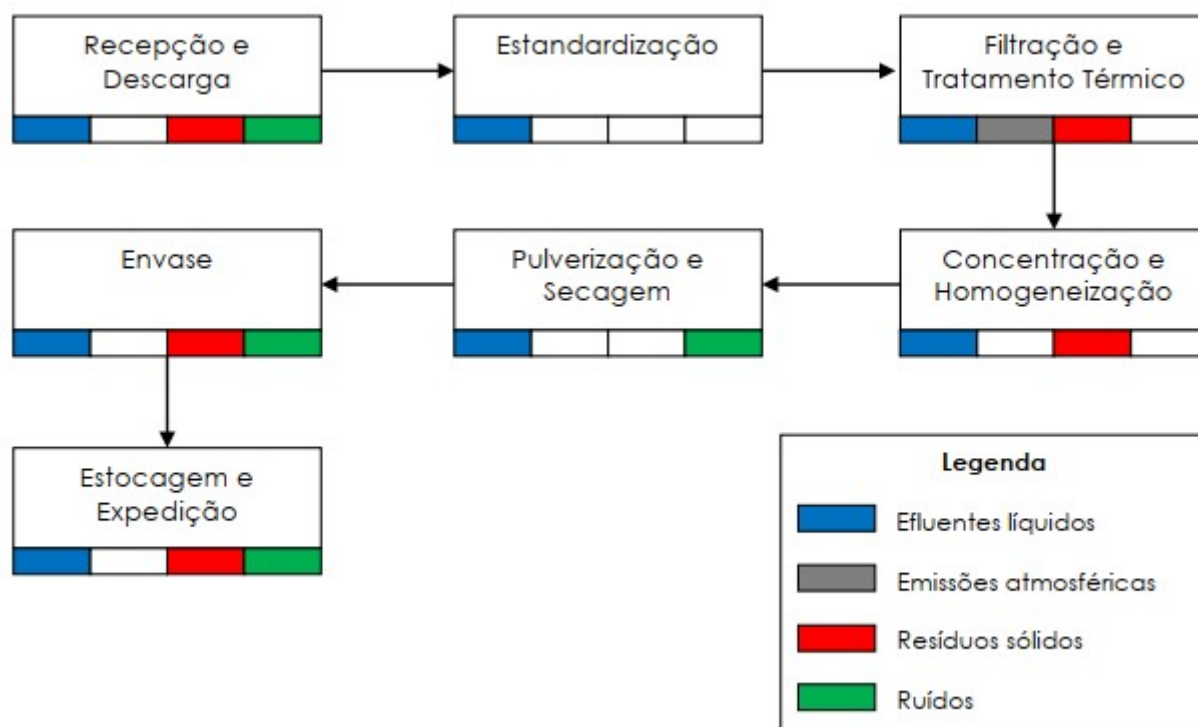 Recepção e
Descarga
Estandardização
Filtração e
Tratamento Térmico
Envase
Pulverização e
Secagem
Concentração e
Homogeneização
Estocagem e
Expedição
Legenda
Efluentes líquidos
Emissões atmosféricas
Resíduos sólidos
Ruídos